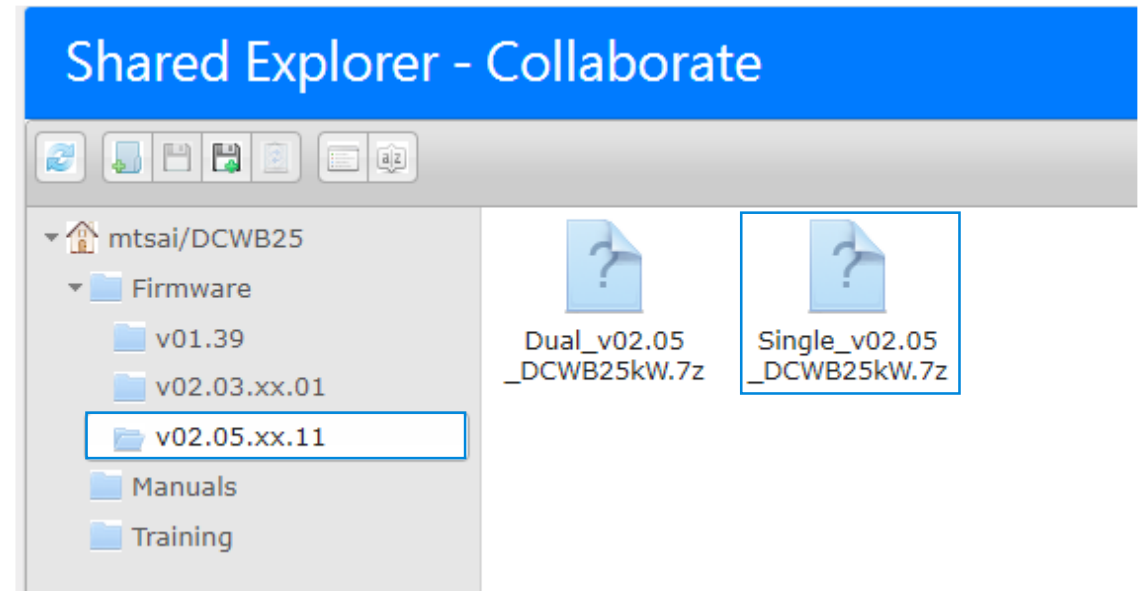 Shared Explorer - Collaborate
a z
mtsai/DCWB25
Firmware
v01.39
v02.03.xx.01
v02.05.xx.11
Manuals
Training
?
Dual_v02.05
_DCWB25kW.7z
?
Single_v02.05
_DCWB25kW.7z